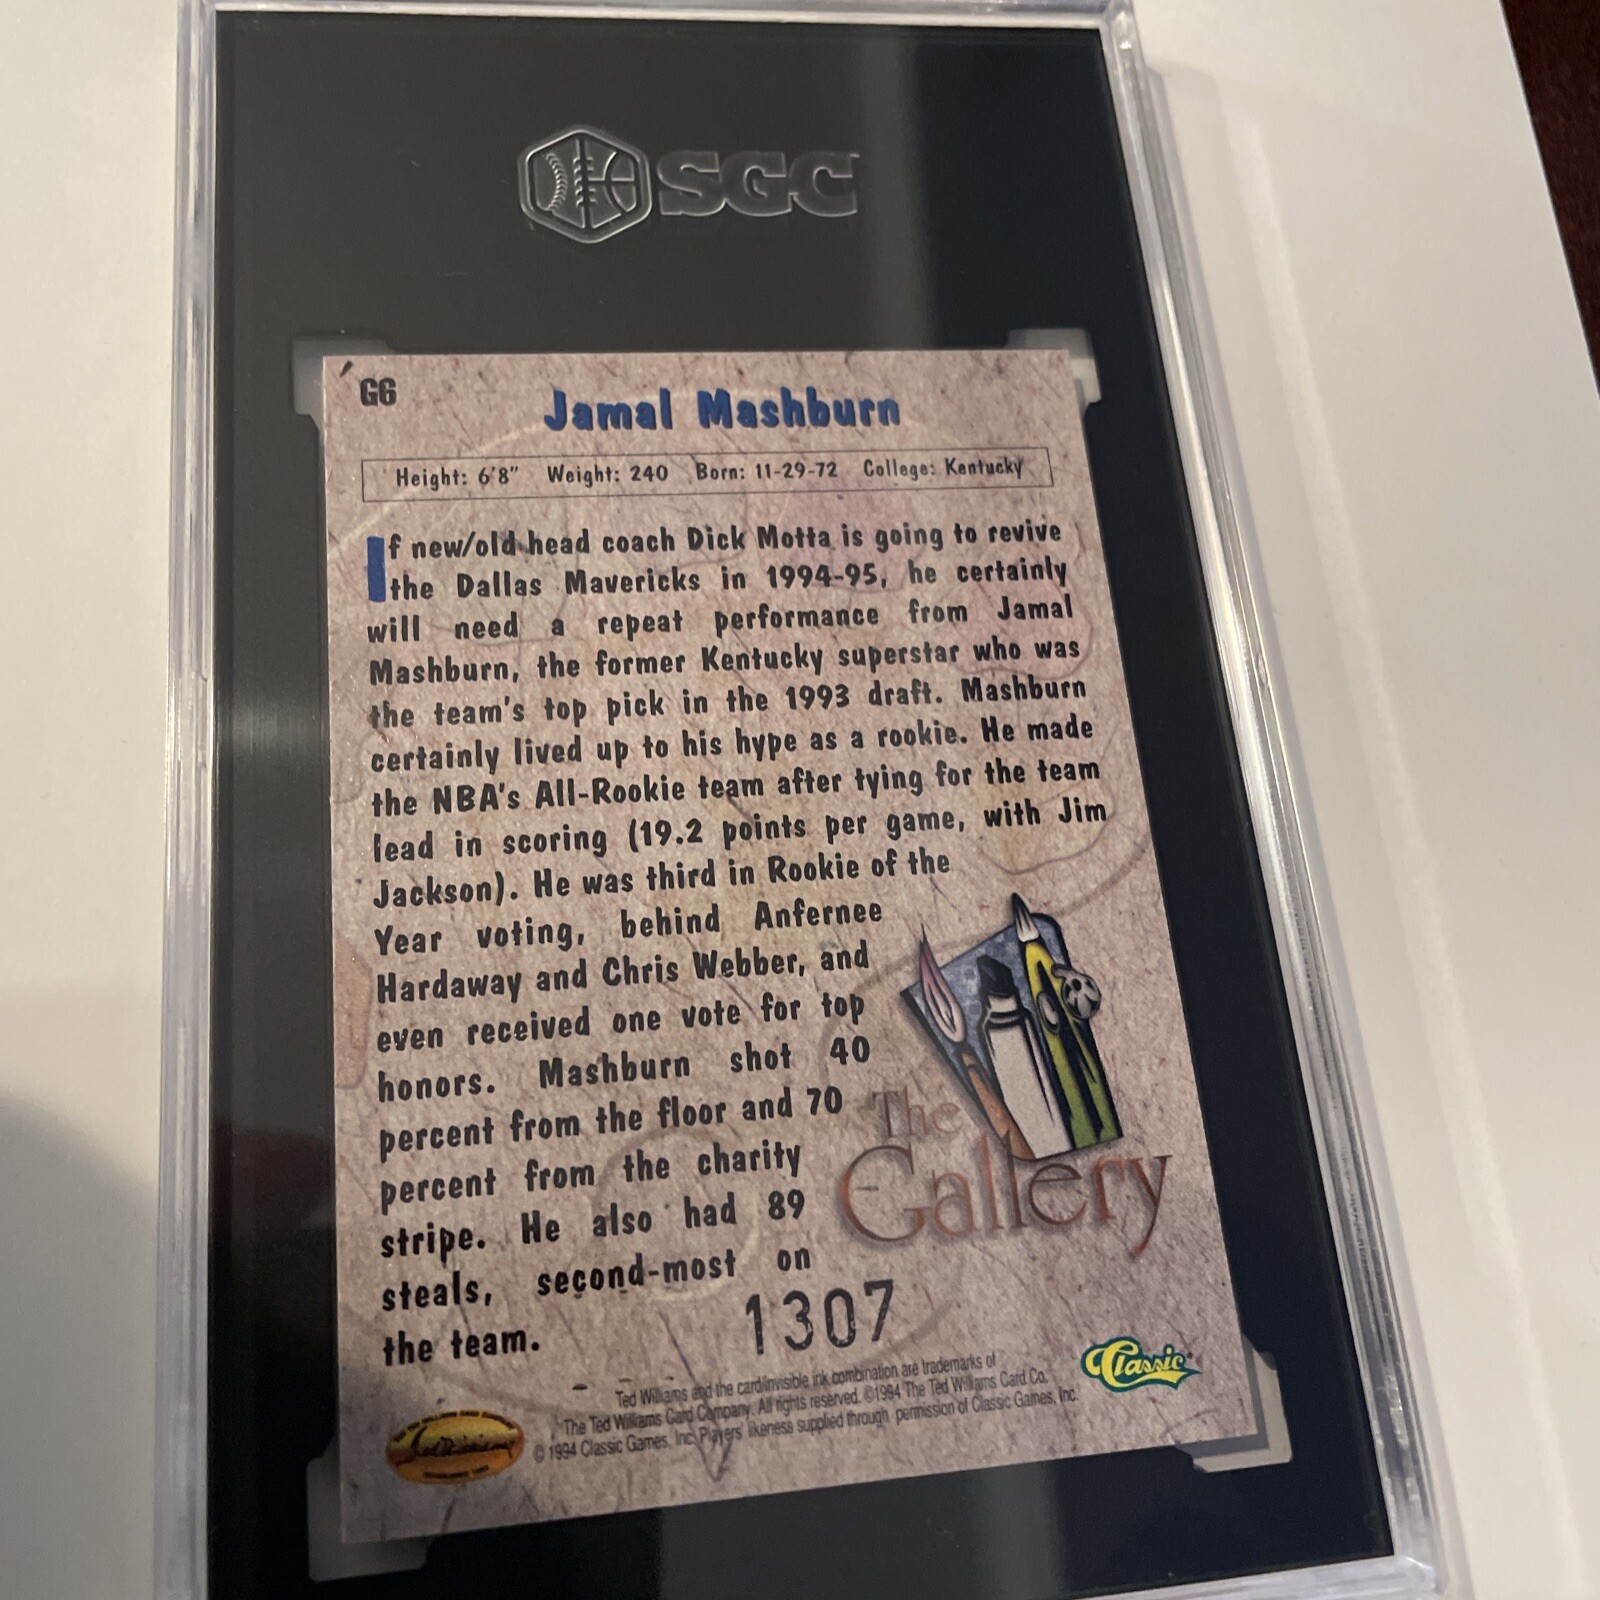 SGC
G6
Jamal Mashburn
Height: 6'8" Weight: 240 Born: 11-29-72 College: Kentucky
If new/old head coach Dick Motta is going to revive
the Dallas Mavericks in 1994-95, he certainly
will need a repeat performance from Jamal
Mashburn, the former Kentucky superstar who was
the team's top pick in the 1993 draft. Mashburn
certainly lived up to his hype as a rookie. He made
the NBA's All-Rookie team after tying for the team
lead in scoring (19.2 points per game, with Jim
Jackson). He was third in Rookie of the
Year voting, behind Anfernee
Hardaway and Chris Webber, and
even received one vote for top
honors. Mashburn shot 40
percent from the floor and 70
percent from the charity
stripe. He also had 89
steals, second-most on
the team.
The
Gallery
1307
Classic
Ted Williams and the card/invisible ink combination are trademarks of
The Ted Williams Card Company. All rights reserved. ©1994 The Ted Williams Card Co.
© 1994 Classic Games, Inc. Players' likeness supplied through permission of Classic Games, Inc.
Ted Williams